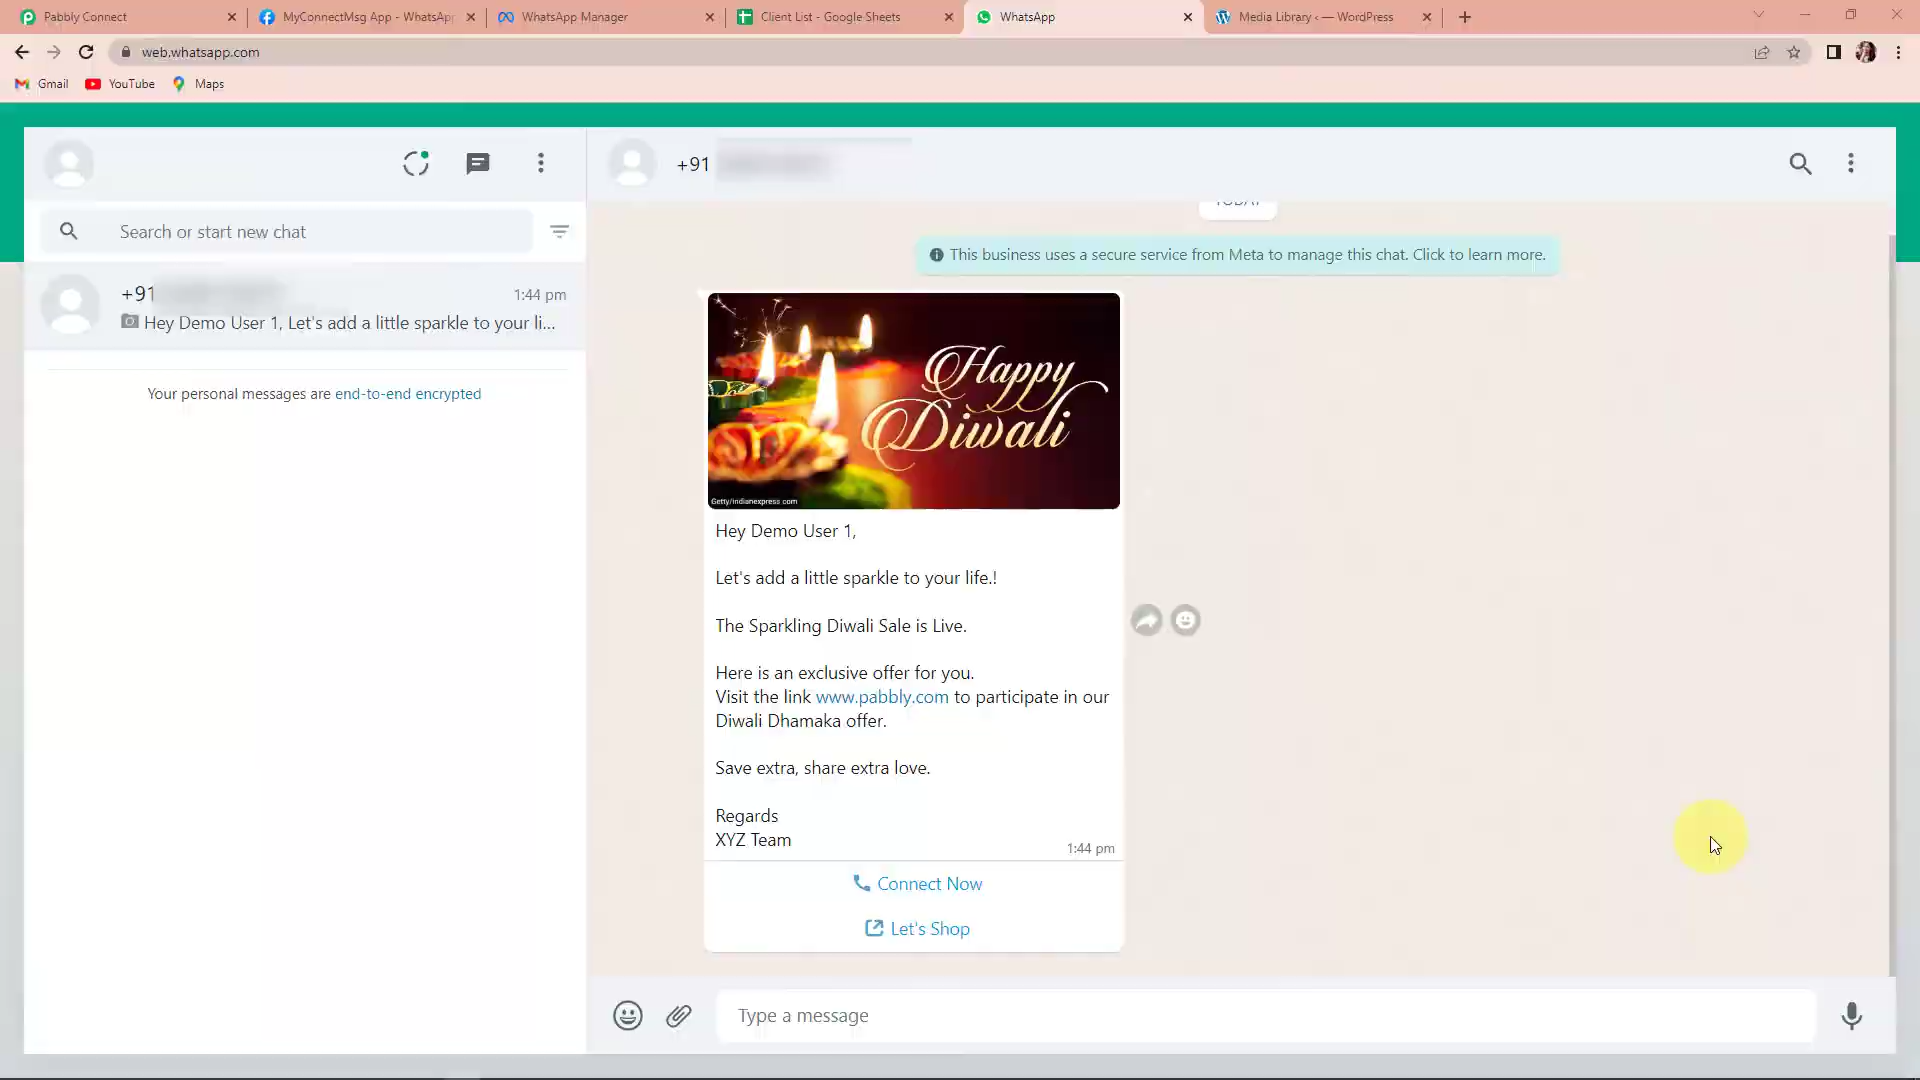 Pabbly Connect
MyConnectMsg App - WhatsApp
WhatsApp Manager
Client List - Google Sheets
WhatsApp
Media Library ‹ — WordPress
web.whatsapp.com
Gmail
YouTube
Maps
+91
TODAY
Search or start new chat
This business uses a secure service from Meta to manage this chat. Click to learn more.
+91
1:44 pm
Hey Demo User 1, Let's add a little sparkle to your li...
Your personal messages are end-to-end encrypted
Happy
Diwali
Getty/indianexpress.com
Hey Demo User 1,
Let's add a little sparkle to your life.!
The Sparkling Diwali Sale is Live.
Here is an exclusive offer for you.
Visit the link www.pabbly.com to participate in our
Diwali Dhamaka offer.
Save extra, share extra love.
Regards
XYZ Team
1:44 pm
Connect Now
Let's Shop
Type a message